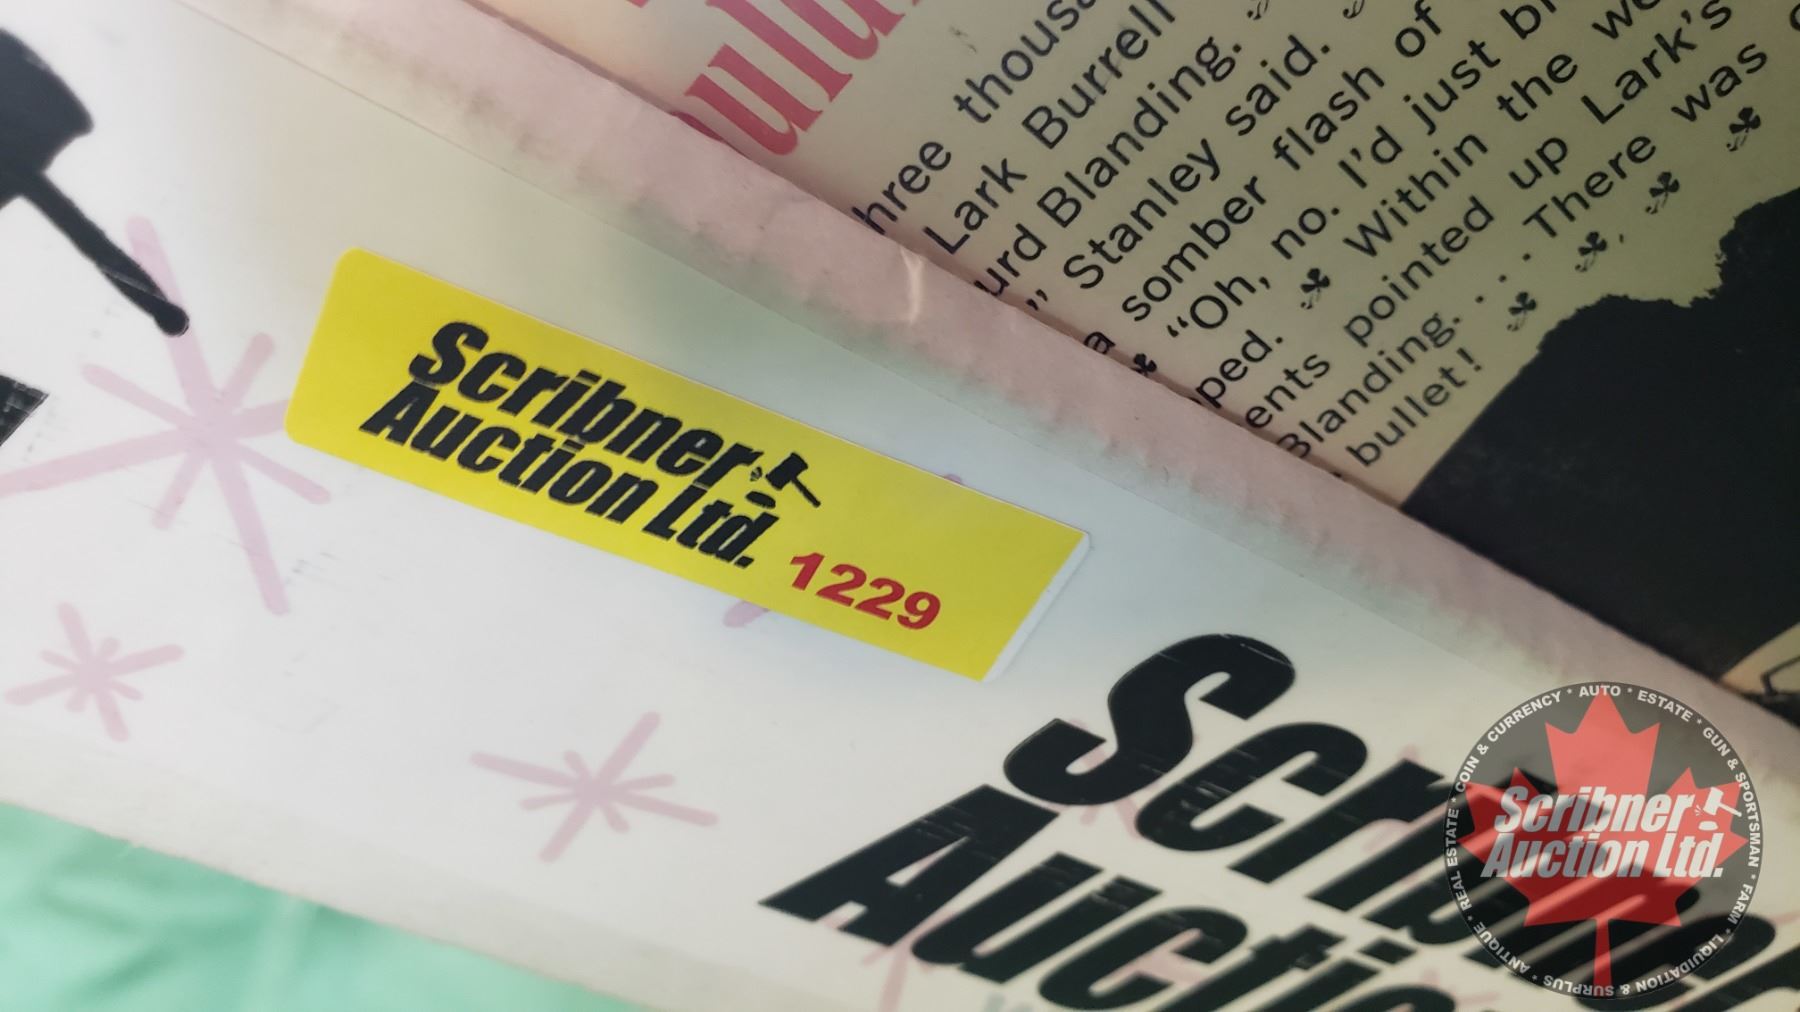 uld
hree thous
Lark Burrell
urd Blanding.
" Stanley said.
a somber flash of
"Oh, no. I'd just
ped. Within the
ents pointed up Lark's
Blanding. . . . There was
bullet!
Scribner
Auction Ltd.
1229
Scribner
Auctio
COIN & CURRENCY * AUTO * ESTATE * GUN & SPORTSMAN * FARM * LIQUIDATION & SURPLUS * ANTIQUE * REAL ESTATE *
Scribner
Auction Ltd.